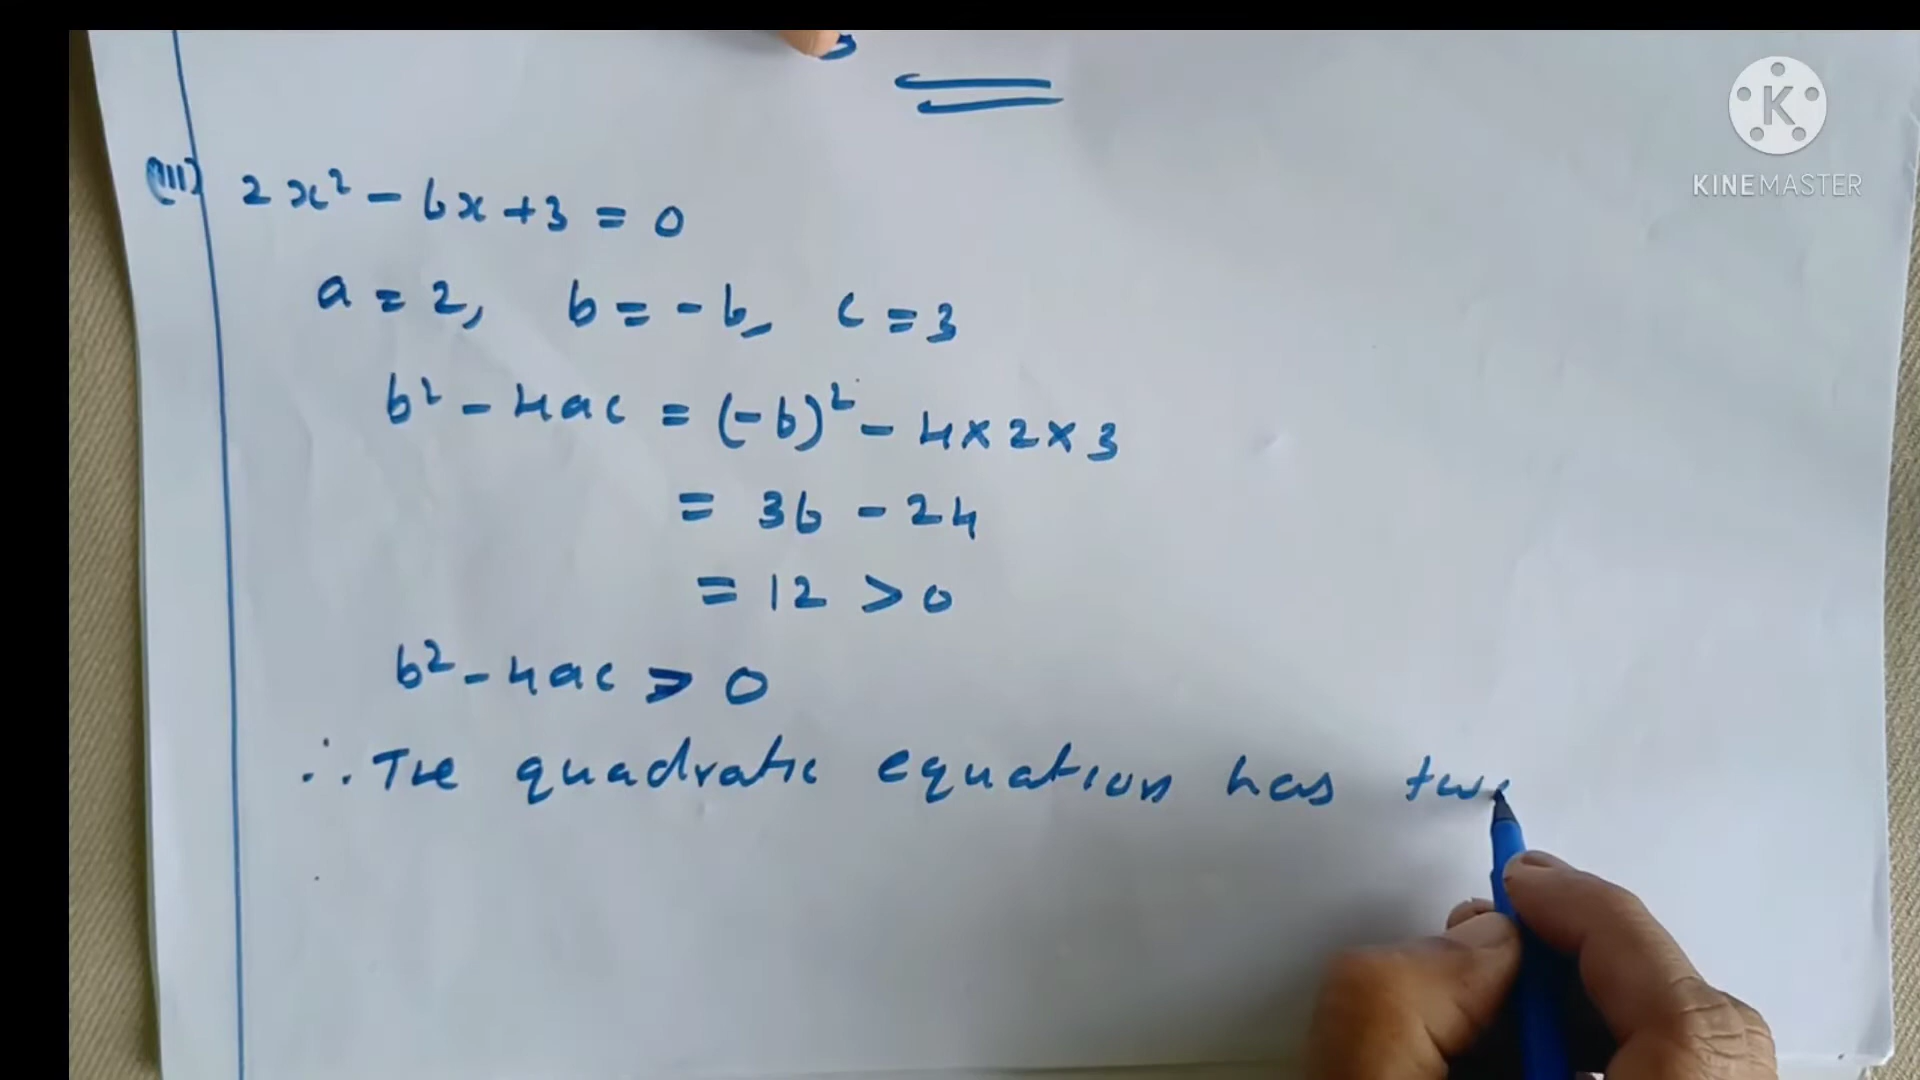 KINEMASTER
(III) 2x² - 6x + 3 = 0
a = 2, b = -6, c = 3
b² - 4ac = (-6)² - 4 × 2 × 3
= 36 - 24
= 12 > 0
b² - 4ac > 0
∴ The quadratic equation has two